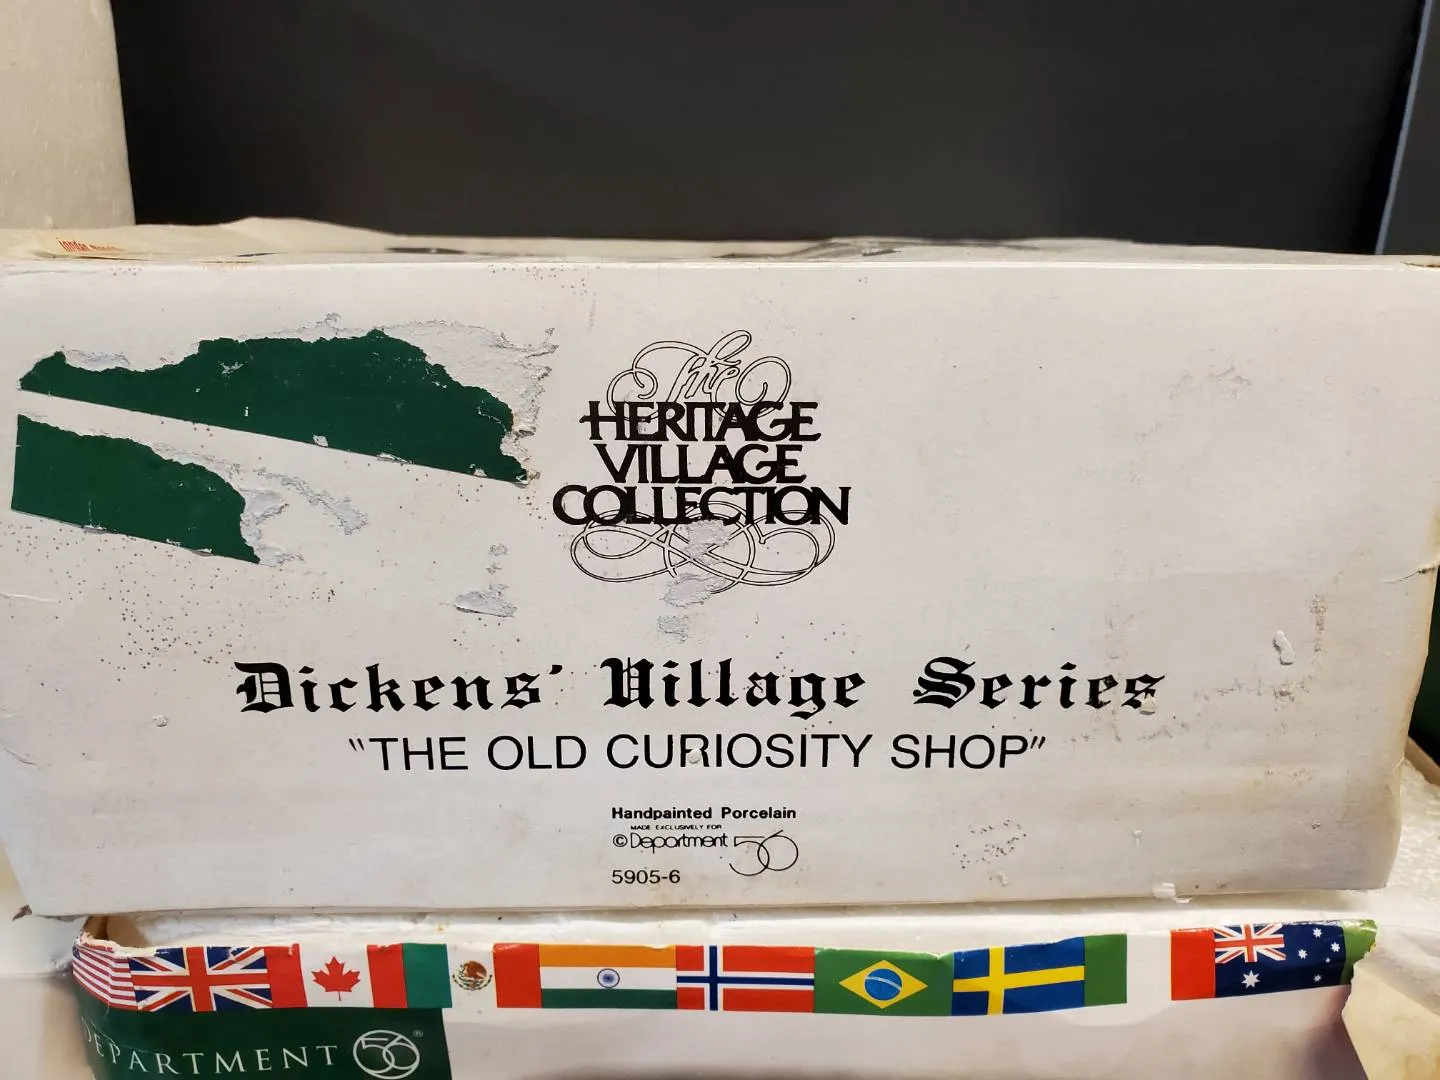 The
HERITAGE
VILLAGE
COLLECTION
Dickens' Village Series
"THE OLD CURIOSITY SHOP"
Handpainted Porcelain
MADE EXCLUSIVELY FOR
© Department 56
5905-6
DEPARTMENT 56®